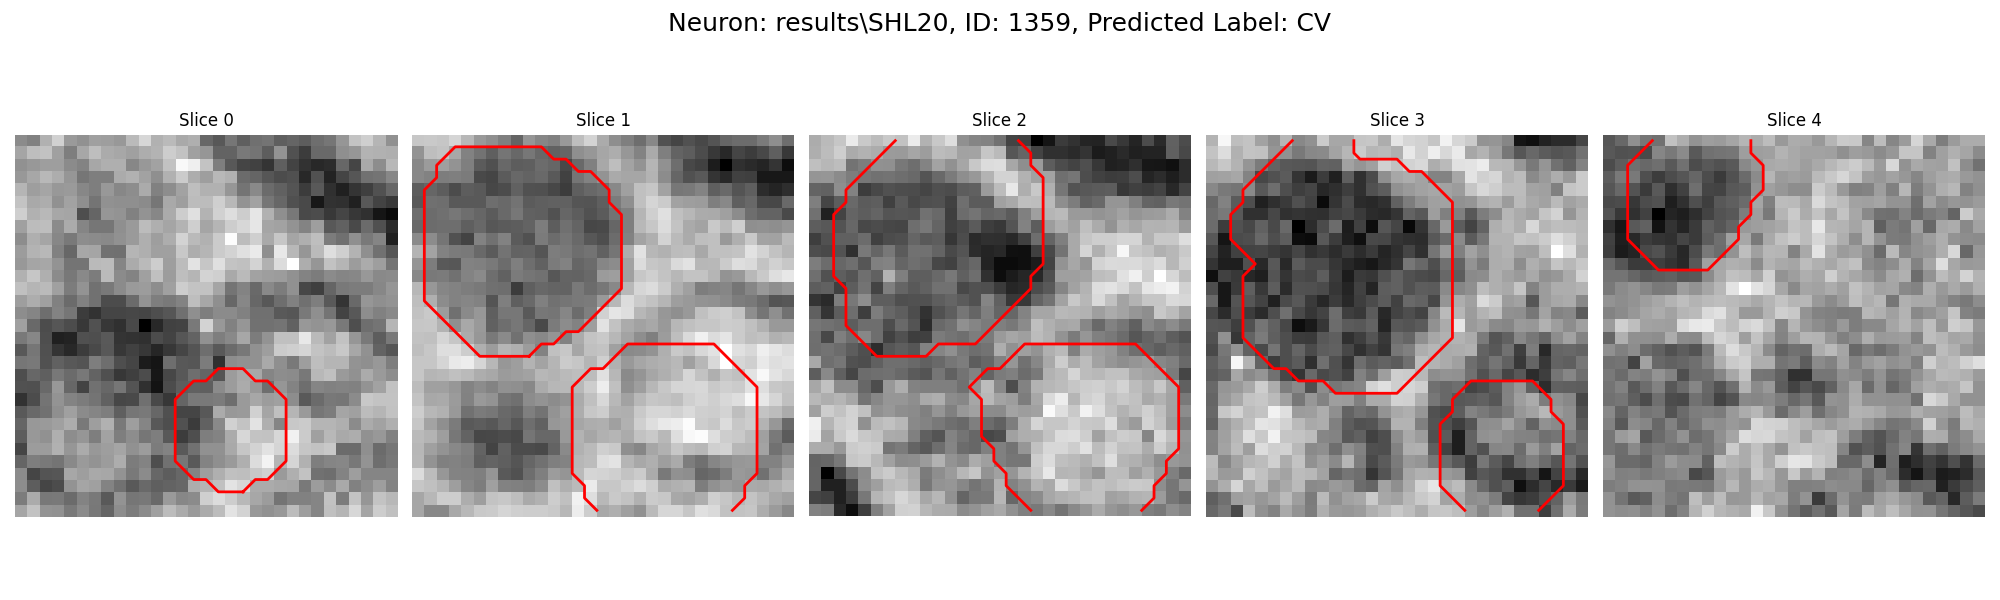 Neuron: results\SHL20, ID: 1359, Predicted Label: CV
Slice 0
Slice 1
Slice 2
Slice 3
Slice 4